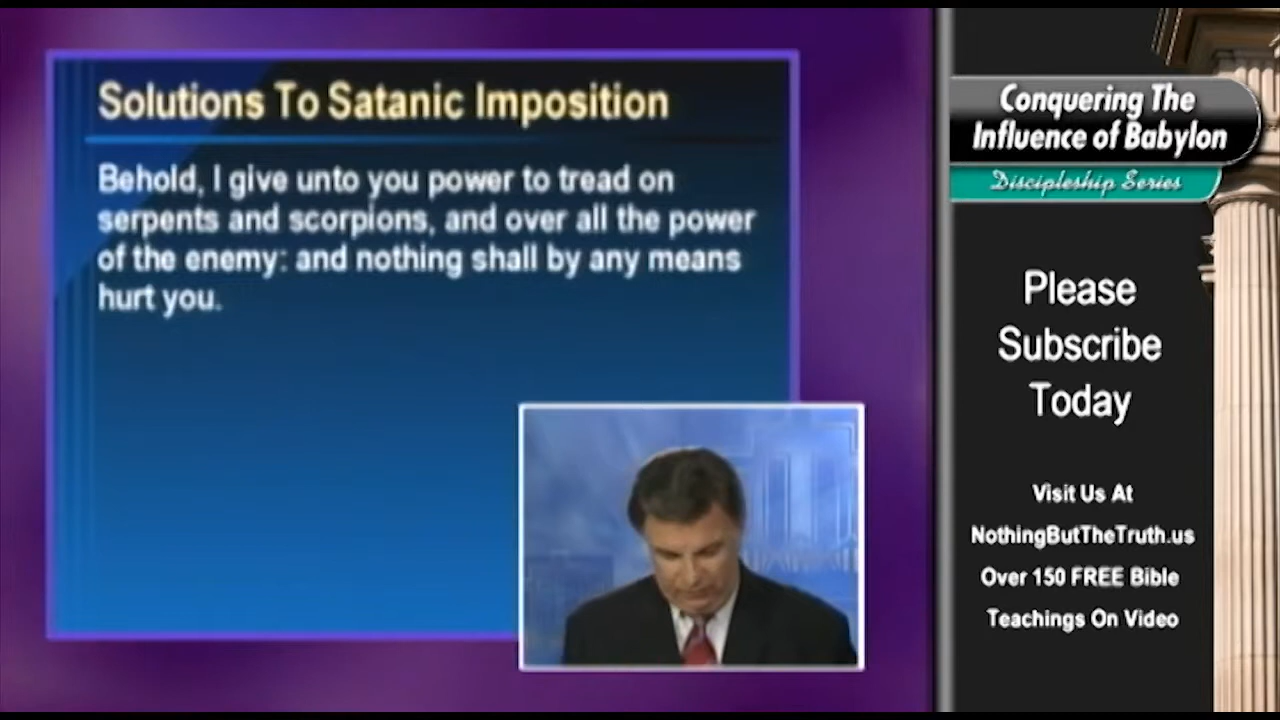 Solutions To Satanic Imposition
Behold, I give unto you power to tread on
serpents and scorpions, and over all the power
of the enemy: and nothing shall by any means
hurt you.
Conquering The
Influence of Babylon
Discipleship Series
Please
Subscribe
Today
Visit Us At
NothingButTheTruth.us
Over 150 FREE Bible
Teachings On Video